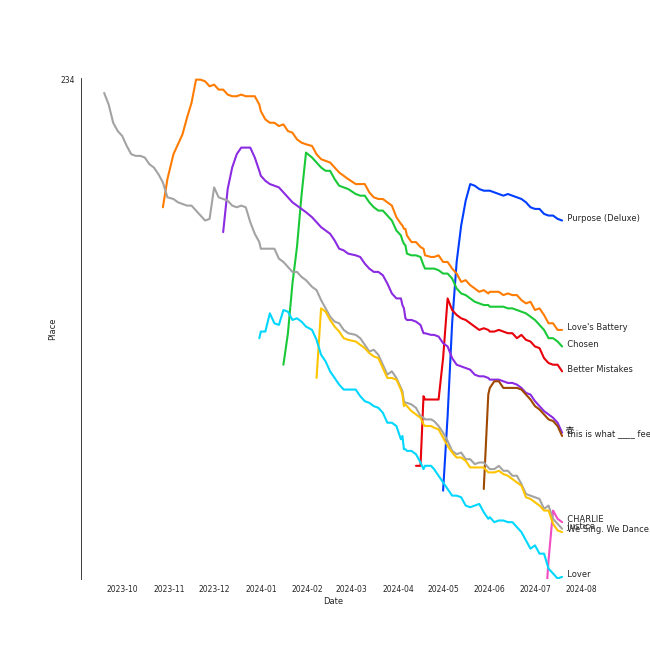 234
Purpose (Deluxe)
Love's Battery
Chosen
Better Mistakes
this is what ____ fee
CHARLIE
Justice
We Sing. We Dance.
Lover
Place
2023-10
2023-11
2023-12
2024-01
2024-02
2024-03
2024-04
2024-05
2024-06
2024-07
2024-08
Date